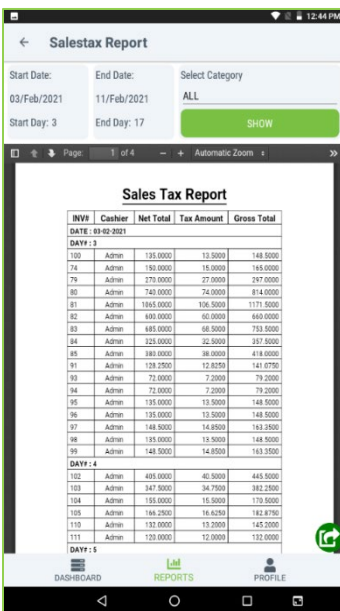 12:44 PM
Salestax Report
Start Date: End Date: Select Category
03/Feb/2021 11/Feb/2021 ALL
Start Day: 3 End Day: 17 SHOW
Page: 1 of 4 − + Automatic Zoom
Sales Tax Report
INV# Cashier Net Total Tax Amount Gross Total
DATE : 03-02-2021
DAY# : 3
100 Admin 135.0000 13.5000 148.5000
74 Admin 150.0000 15.0000 165.0000
79 Admin 270.0000 27.0000 297.0000
80 Admin 740.0000 74.0000 814.0000
81 Admin 1065.0000 106.5000 1171.5000
82 Admin 600.0000 60.0000 660.0000
83 Admin 685.0000 68.5000 753.5000
84 Admin 325.0000 32.5000 357.5000
85 Admin 380.0000 38.0000 418.0000
91 Admin 128.2500 12.8250 141.0750
93 Admin 72.0000 7.2000 79.2000
94 Admin 72.0000 7.2000 79.2000
95 Admin 135.0000 13.5000 148.5000
96 Admin 135.0000 13.5000 148.5000
97 Admin 148.5000 14.8500 163.3500
98 Admin 135.0000 13.5000 148.5000
99 Admin 148.5000 14.8500 163.3500
DAY# : 4
102 Admin 405.0000 40.5000 445.5000
103 Admin 347.5000 34.7500 382.2500
104 Admin 155.0000 15.5000 170.5000
105 Admin 166.2500 16.6250 182.8750
110 Admin 132.0000 13.2000 145.2000
111 Admin 120.0000 12.0000 132.0000
DAY# : 5
DASHBOARD REPORTS PROFILE